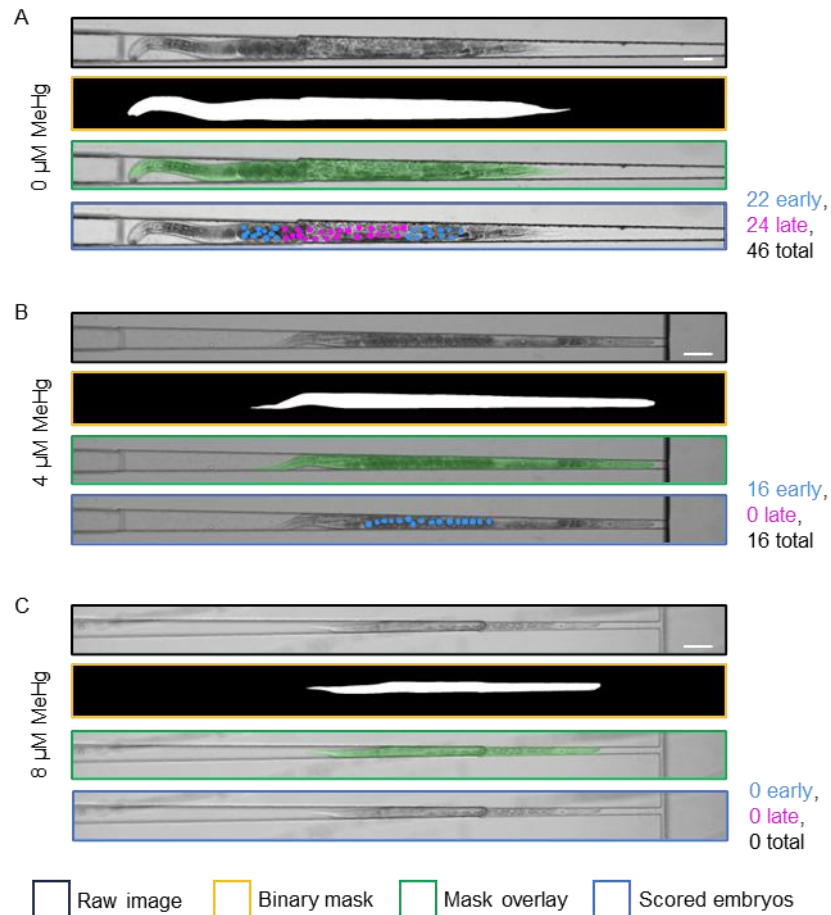 A
0 µM MeHg
22 early,
24 late,
46 total
B
4 µM MeHg
16 early,
0 late,
16 total
C
8 µM MeHg
0 early,
0 late,
0 total
Raw image
Binary mask
Mask overlay
Scored embryos